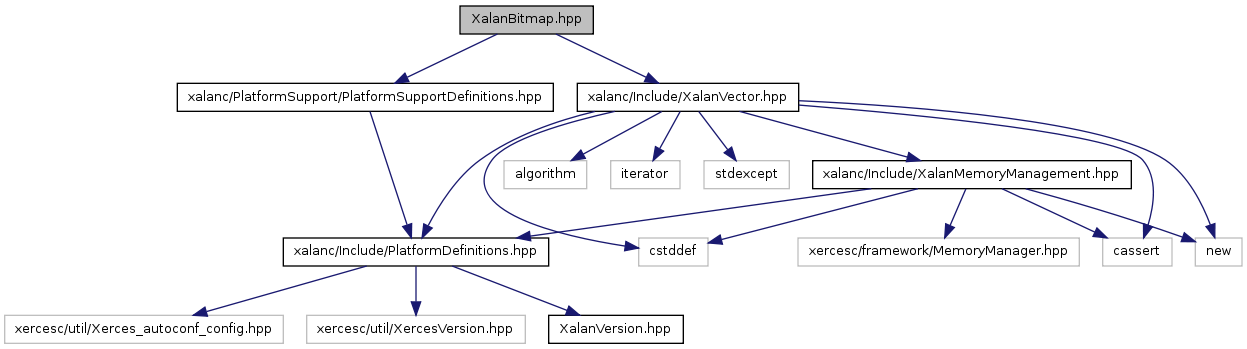 XalanBitmap.hpp
xalanc/PlatformSupport/PlatformSupportDefinitions.hpp
xalanc/Include/XalanVector.hpp
algorithm
iterator
stdexcept
xalanc/Include/XalanMemoryManagement.hpp
xalanc/Include/PlatformDefinitions.hpp
cstddef
xercesc/framework/MemoryManager.hpp
cassert
new
xercesc/util/Xerces_autoconf_config.hpp
xercesc/util/XercesVersion.hpp
XalanVersion.hpp